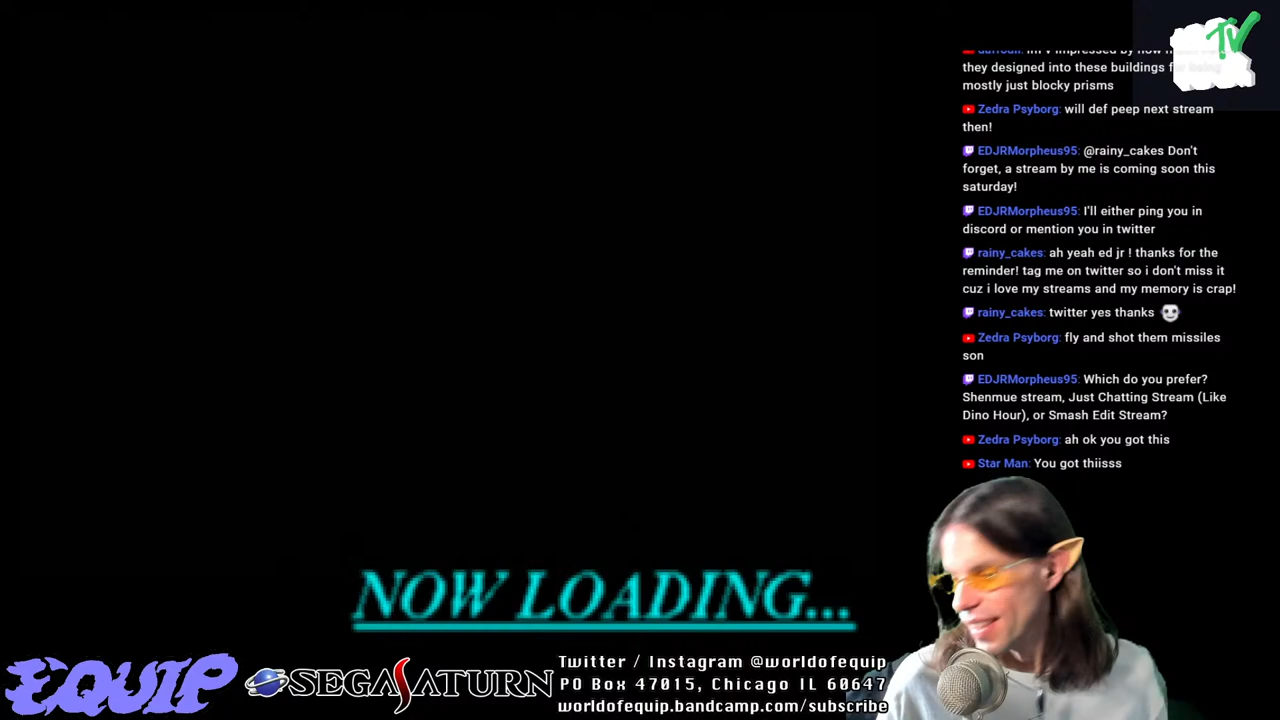 TV
they designed into these buildings for being
mostly just blocky prisms
Zedra Psyborg: will def peep next stream
then!
EDJRMorpheus95: @rainy_cakes Don't
forget, a stream by me is coming soon this
saturday!
EDJRMorpheus95: I'll either ping you in
discord or mention you in twitter
rainy_cakes: ah yeah ed jr ! thanks for the
reminder! tag me on twitter so i don't miss it
cuz i love my streams and my memory is crap!
rainy_cakes: twitter yes thanks
Zedra Psyborg: fly and shot them missiles
son
EDJRMorpheus95: Which do you prefer?
Shenmue stream, Just Chatting Stream (Like
Dino Hour), or Smash Edit Stream?
Zedra Psyborg: ah ok you got this
Star Man: You got thiisss
NOW LOADING...
EQUIP
SEGA SATURN
Twitter / Instagram @worldofequip
PO Box 47015, Chicago IL 60647
worldofequip.bandcamp.com/subscribe